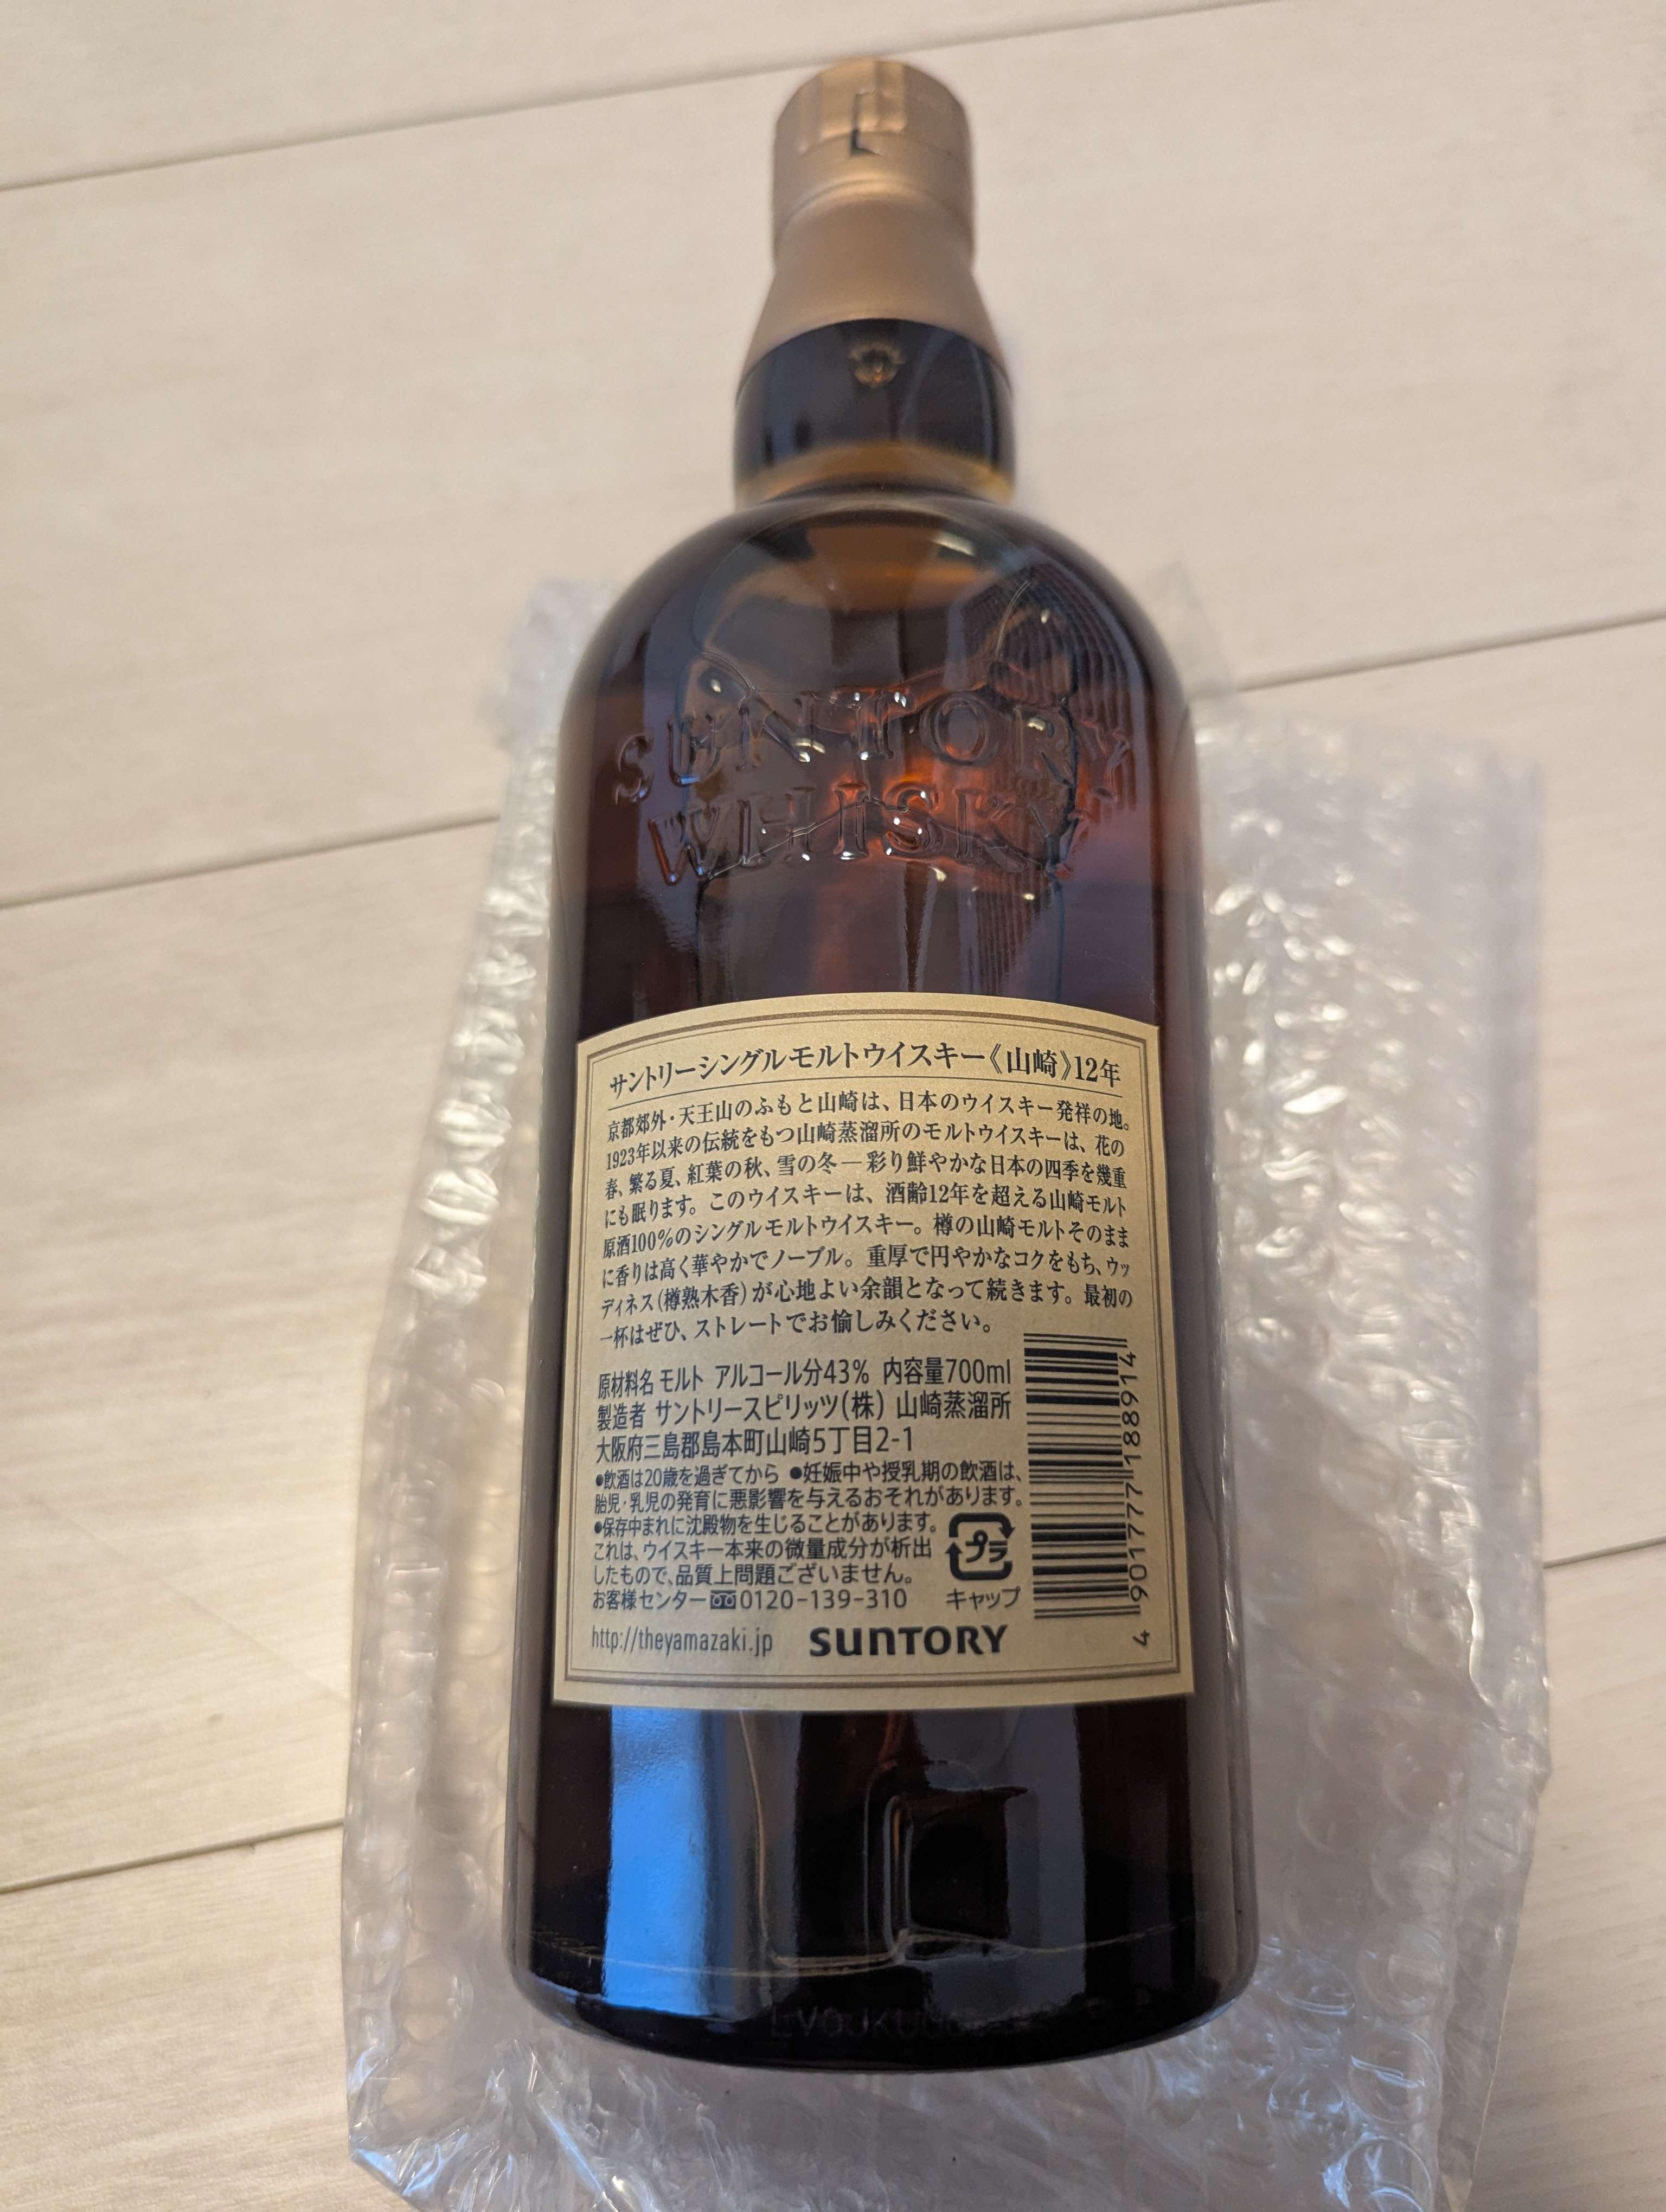 SUNTORY
WHISKY
サントリーシングルモルトウイスキー《山崎》12年
京都郊外・天王山のふもと山崎は、日本のウイスキー発祥の地。
1923年以来の伝統をもつ山崎蒸溜所のモルトウイスキーは、花の
春、繁る夏、紅葉の秋、雪の冬―彩り鮮やかな日本の四季を幾重
にも眠ります。このウイスキーは、酒齢12年を超える山崎モルト
原酒100%のシングルモルトウイスキー。樽の山崎モルトそのまま
に香りは高く華やかでノーブル。重厚で円やかなコクをもち、ウッ
ディネス(樽熟木香)が心地よい余韻となって続きます。最初の
一杯はぜひ、ストレートでお愉しみください。
原材料名 モルト アルコール分43% 内容量700ml
製造者 サントリースピリッツ(株) 山崎蒸溜所
大阪府三島郡島本町山崎5丁目2-1
●飲酒は20歳を過ぎてから ●妊娠中や授乳期の飲酒は、
胎児・乳児の発育に悪影響を与えるおそれがあります。
●保存中まれに沈殿物を生じることがあります。
これは、ウイスキー本来の微量成分が析出
したもので、品質上問題ございません。
お客様センター 0120-139-310
プラ
キャップ
http://theyamazaki.jp SUNTORY
4 901777 188914